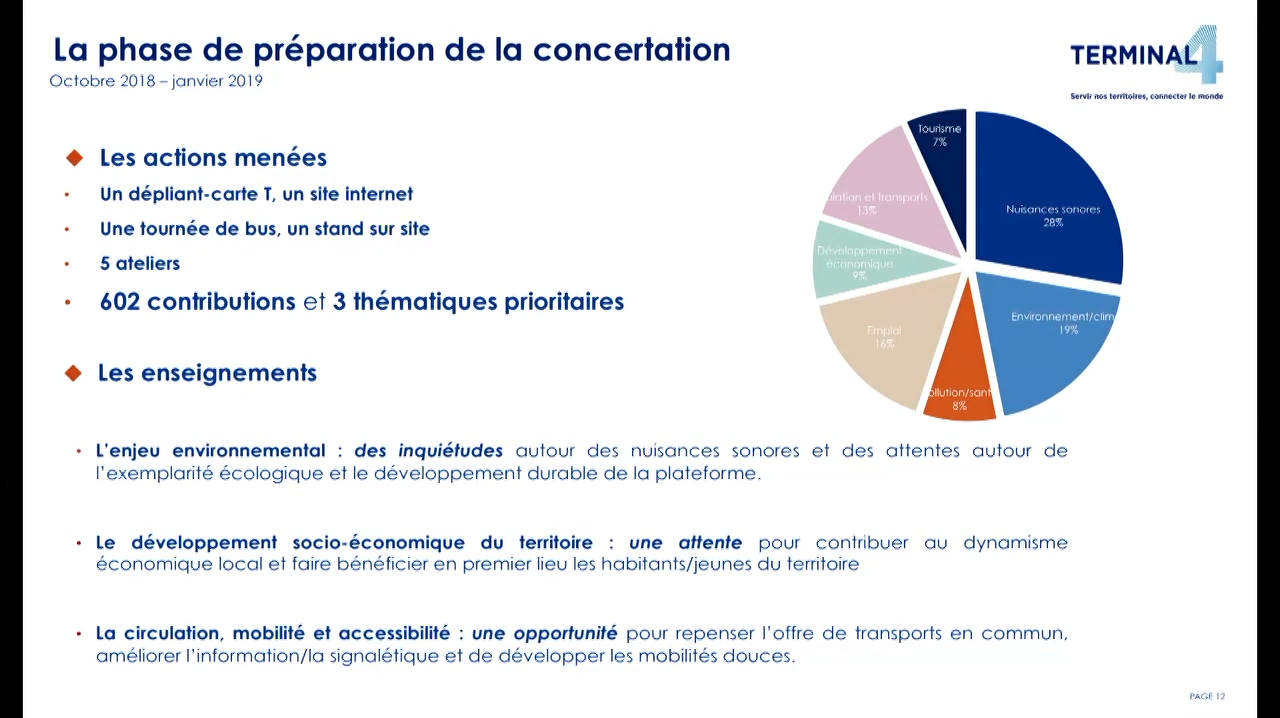 La phase de préparation de la concertation
Octobre 2018 – janvier 2019
TERMINAL 4
Servir nos territoires, connecter le monde
Les actions menées
Un dépliant-carte T, un site internet
Une tournée de bus, un stand sur site
5 ateliers
602 contributions et 3 thématiques prioritaires
Tourisme
7%
Nuisances sonores
28%
ulation et transports
13%
Développement
économique
9%
Environnement/clim
19%
Emploi
16%
ollution/sant
8%
Les enseignements
L'enjeu environnemental : des inquiétudes autour des nuisances sonores et des attentes autour de
l'exemplarité écologique et le développement durable de la plateforme.
Le développement socio-économique du territoire : une attente pour contribuer au dynamisme
économique local et faire bénéficier en premier lieu les habitants/jeunes du territoire
La circulation, mobilité et accessibilité : une opportunité pour repenser l'offre de transports en commun,
améliorer l'information/la signalétique et de développer les mobilités douces.
PAGE 12